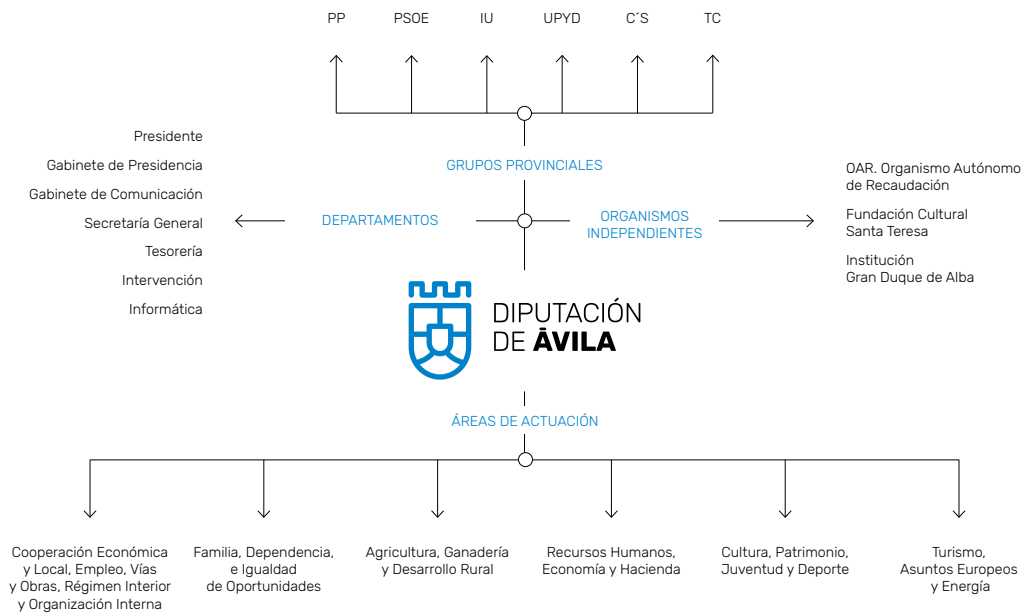 PP
PSOE
IU
UPYD
C´S
TC
GRUPOS PROVINCIALES
Presidente
Gabinete de Presidencia
Gabinete de Comunicación
Secretaría General
Tesorería
Intervención
Informática
DEPARTAMENTOS
ORGANISMOS
INDEPENDIENTES
OAR. Organismo Autónomo
de Recaudación
Fundación Cultural
Santa Teresa
Institución
Gran Duque de Alba
DIPUTACIÓN
DE ÁVILA
ÁREAS DE ACTUACIÓN
Cooperación Económica
y Local, Empleo, Vías
y Obras, Régimen Interior
y Organización Interna
Familia, Dependencia,
e Igualdad
de Oportunidades
Agricultura, Ganadería
y Desarrollo Rural
Recursos Humanos,
Economía y Hacienda
Cultura, Patrimonio,
Juventud y Deporte
Turismo,
Asuntos Europeos
y Energía